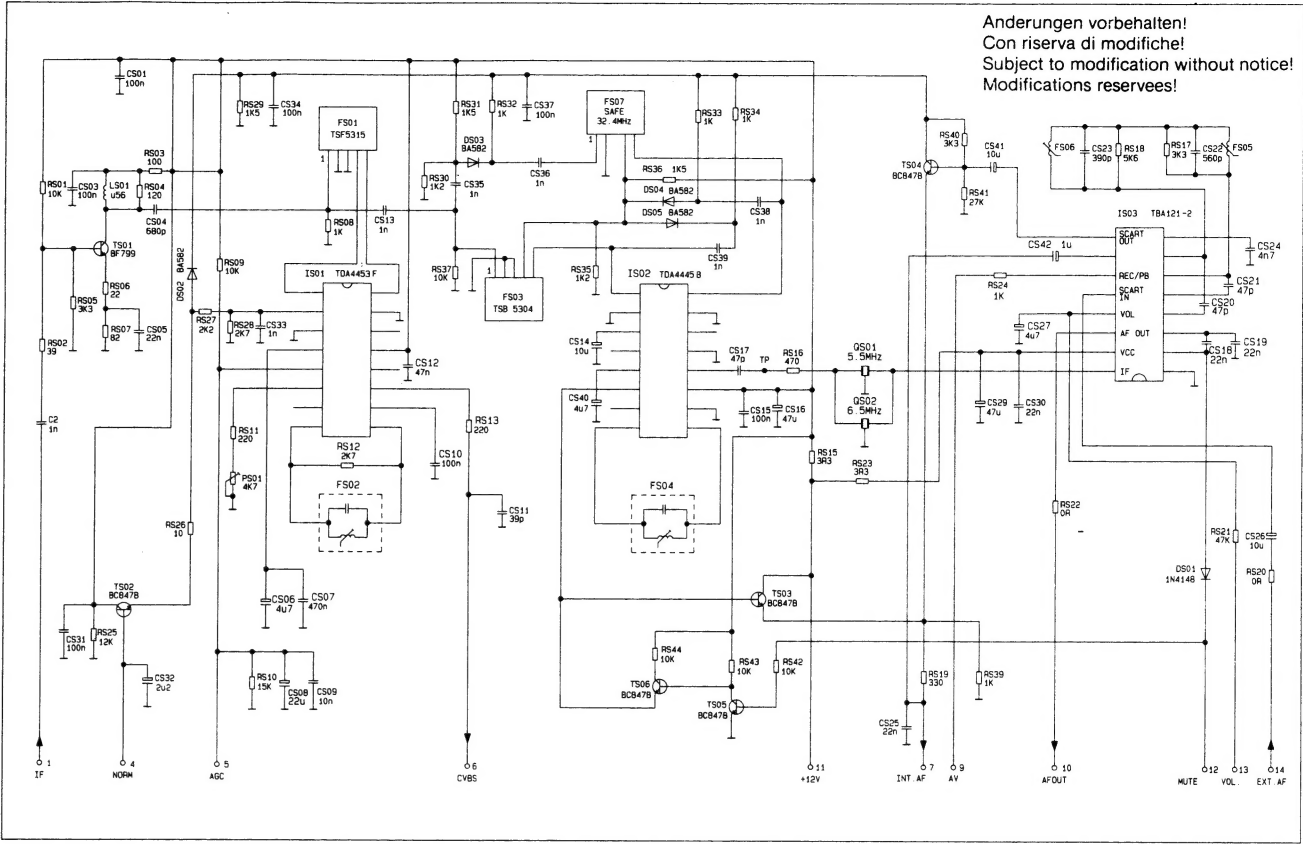 Anderungen vorbehalten!
Con riserva di modifiche!
Subject to modification without notice!
Modifications reservees!
CS01
100n
RS29
1K5
CS34
100n
FS01
TSF5315
1
RS31
1K5
RS32
1K
CS37
100n
FS07
SAFE
32.4MHz
1
RS33
1K
RS34
1K
DS03
BA582
RS30
1K2
CS35
1n
CS36
1n
RS36 1K5
DS04 BA582
DS05 BA582
CS38
1n
CS39
1n
TS04
BC847B
RS40
3K3
CS41
10u
RS41
27K
FS06
CS23
390p
RS18
5K6
RS17
3K3
CS22
560p
FS05
RS01
10K
CS03
100n
LS01
u56
RS03
100
RS04
120
CS04
680p
TS01
BF799
RS05
3K3
RS06
22
RS07
82
CS05
22n
RS02
39
C2
1n
DS02 BA582
RS09
10K
RS27
2K2
RS28
2K7
CS33
1n
RS08
1K
CS13
1n
IS01 TDA4453F
CS12
47n
RS37
10K
1
FS03
TSB 5304
RS35
1K2
IS02 TDA4445B
CS14
10u
CS40
4u7
CS17
47p
TP
RS16
470
QS01
5.5MHz
QS02
6.5MHz
CS15
100n
CS16
47u
RS15
3R3
RS23
3R3
IS03 TBA121-2
SCART
OUT
REC/PB
SCART
IN
VOL
AF OUT
VCC
IF
CS42 1u
RS24
1K
CS27
4u7
CS29
47u
CS30
22n
CS24
4n7
CS21
47p
CS20
47p
CS18
22n
CS19
22n
RS11
220
PS01
4K7
RS12
2K7
FS02
RS13
220
CS10
100n
CS11
39p
FS04
RS26
10
TS02
BC847B
CS31
100n
RS25
12K
CS32
2u2
CS06
4u7
CS07
470n
RS10
15K
CS08
22u
CS09
10n
TS03
BC847B
RS44
10K
RS43
10K
RS42
10K
TS06
BC847B
TS05
BC847B
RS19
330
RS39
1K
CS25
22n
RS22
0R
DS01
1N4148
RS21
47K
CS26
10u
RS20
0R
1
IF
4
NORM
5
AGC
6
CVBS
11
+12V
7
INT.AF
9
AV
10
AFOUT
12
MUTE
13
VOL.
14
EXT.AF